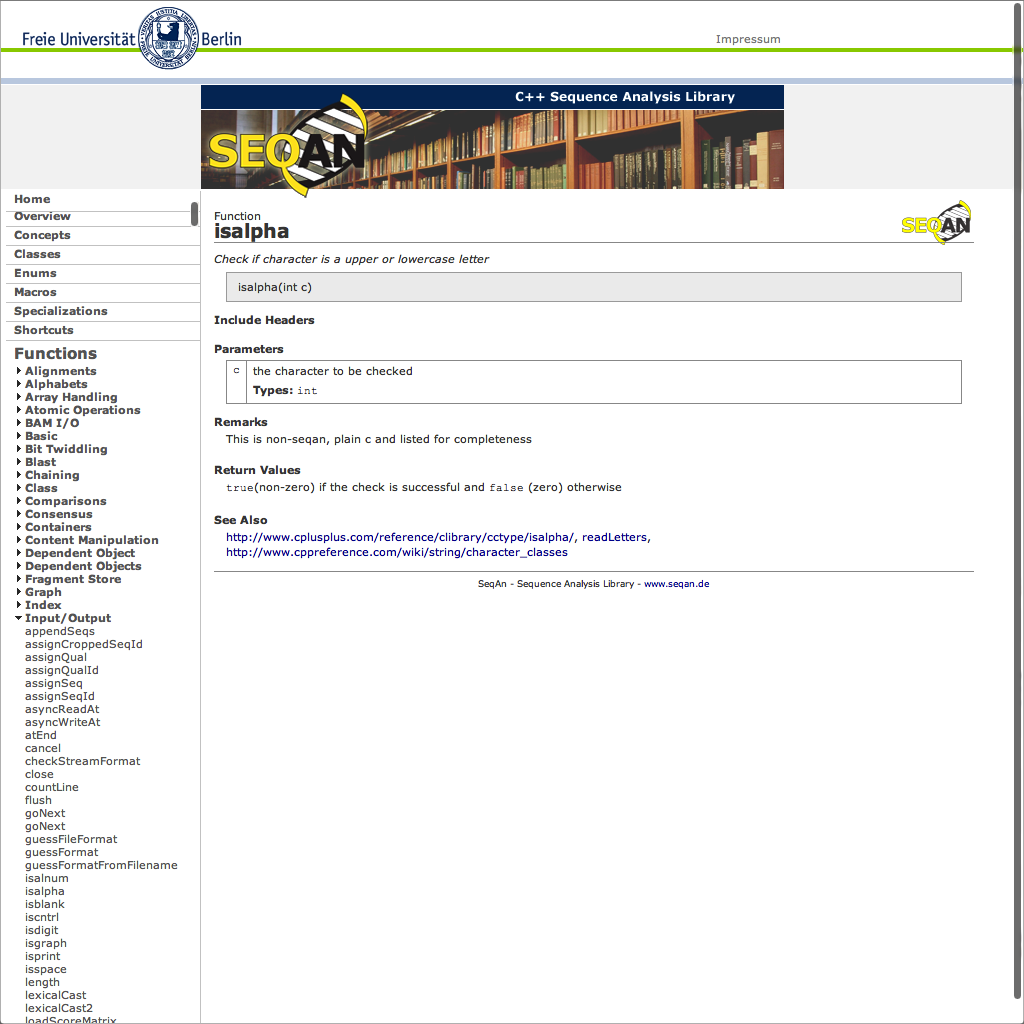 Freie Universität Berlin
Impressum
C++ Sequence Analysis Library
SEQAN
Home
Overview
Concepts
Classes
Enums
Macros
Specializations
Shortcuts
Functions
Alignments
Alphabets
Array Handling
Atomic Operations
BAM I/O
Basic
Bit Twiddling
Blast
Chaining
Class
Comparisons
Consensus
Containers
Content Manipulation
Dependent Object
Dependent Objects
Fragment Store
Graph
Index
Input/Output
appendSeqs
assignCroppedSeqId
assignQual
assignQualId
assignSeq
assignSeqId
asyncReadAt
asyncWriteAt
atEnd
cancel
checkStreamFormat
close
countLine
flush
goNext
goNext
guessFileFormat
guessFormat
guessFormatFromFilename
isalnum
isalpha
isblank
iscntrl
isdigit
isgraph
isprint
isspace
length
lexicalCast
lexicalCast2
loadScoreMatrix
SEQAN
Function
isalpha
Check if character is a upper or lowercase letter
isalpha(int c)
Include Headers
Parameters
c the character to be checked
Types: int
Remarks
This is non-seqan, plain c and listed for completeness
Return Values
true(non-zero) if the check is successful and false (zero) otherwise
See Also
http://www.cplusplus.com/reference/clibrary/cctype/isalpha/, readLetters,
http://www.cppreference.com/wiki/string/character_classes
SeqAn - Sequence Analysis Library - www.seqan.de